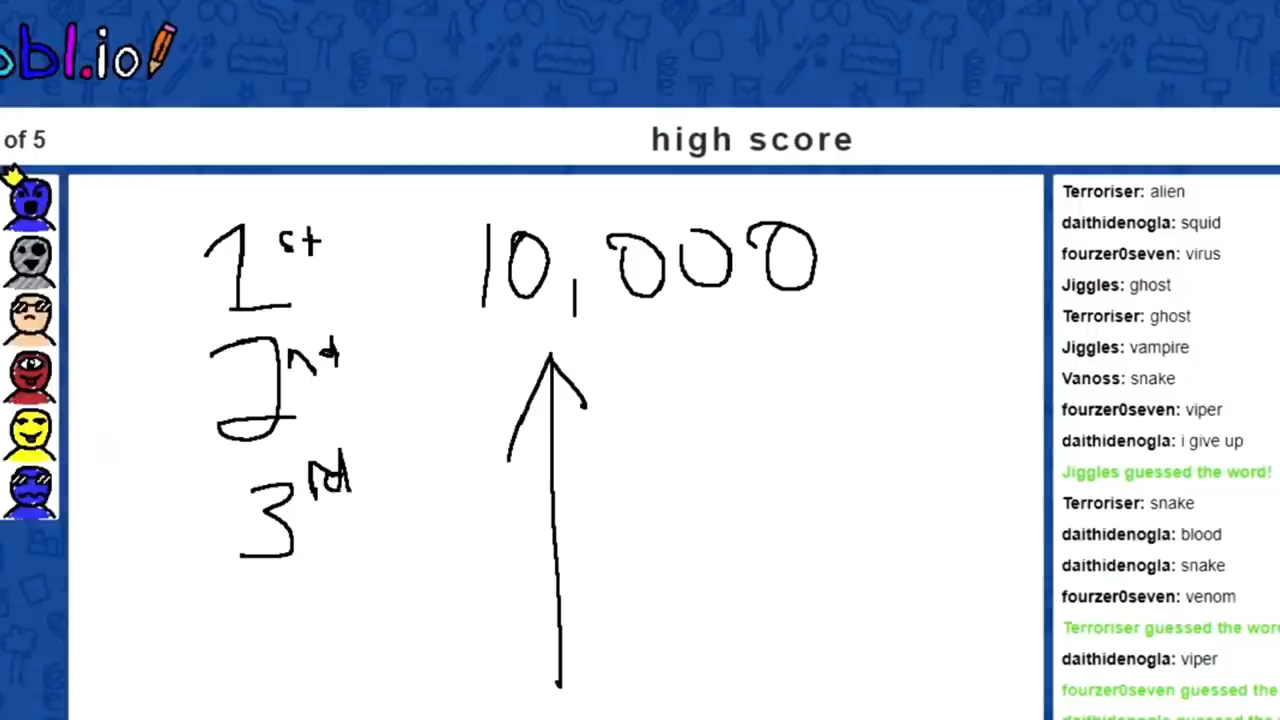 obl.io
of 5
high score
1st 10,000
2nd
3rd
Terroriser: alien
daithidenogla: squid
fourzer0seven: virus
Jiggles: ghost
Terroriser: ghost
Jiggles: vampire
Vanoss: snake
fourzer0seven: viper
daithidenogla: i give up
Jiggles guessed the word!
Terroriser: snake
daithidenogla: blood
daithidenogla: snake
fourzer0seven: venom
Terroriser guessed the wor
daithidenogla: viper
fourzer0seven guessed the